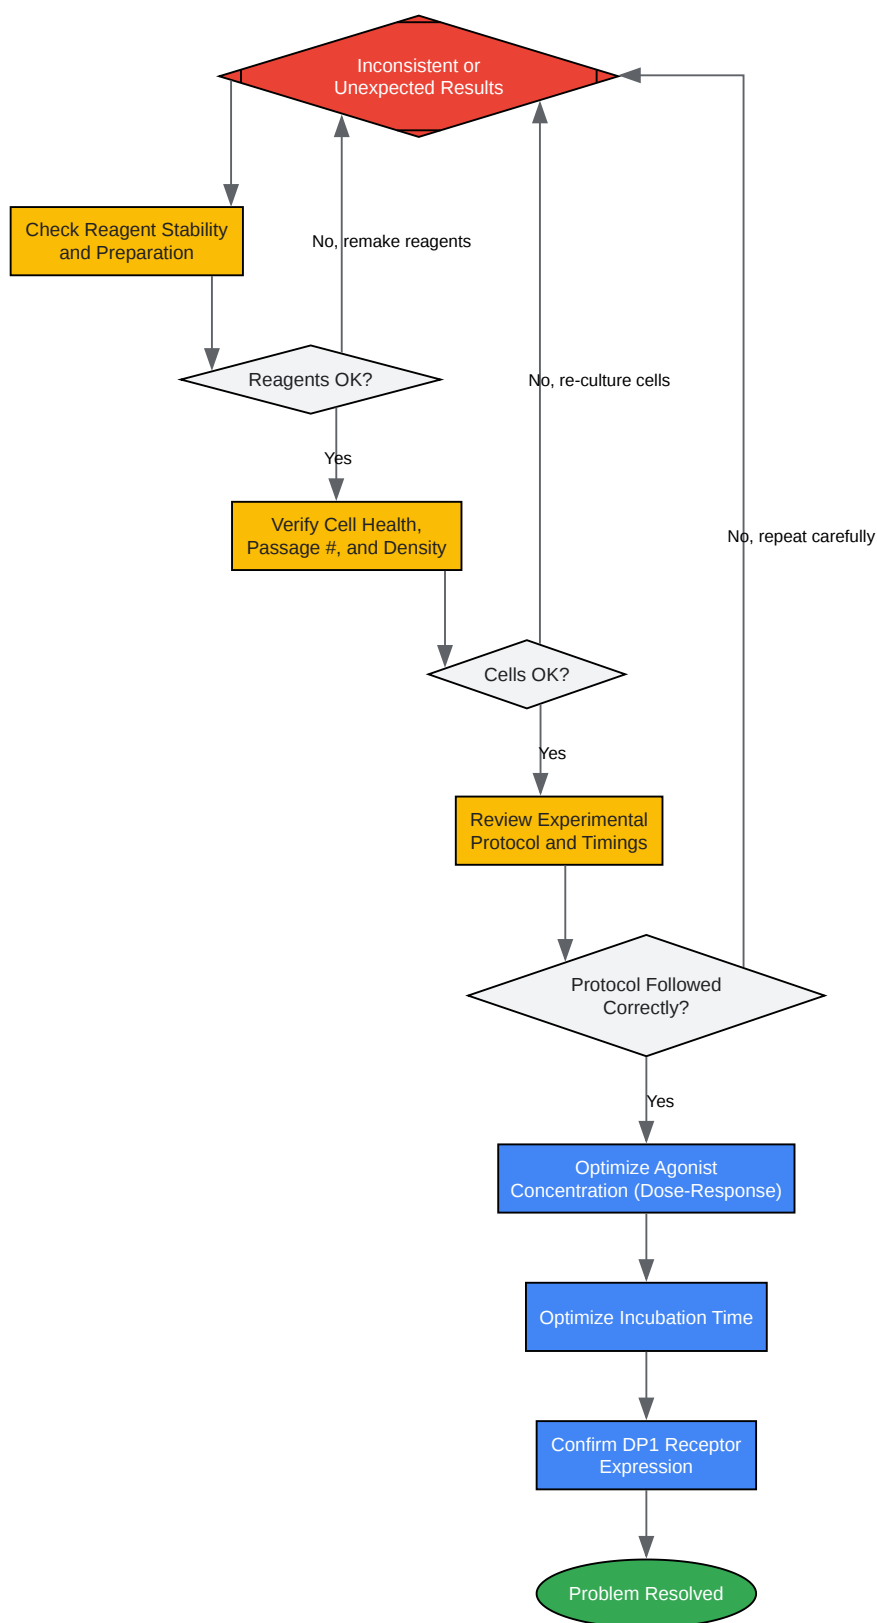 Inconsistent or
Unexpected Results
Check Reagent Stability
and Preparation
No, remake reagents
Reagents OK?
No, re-culture cells
Yes
Verify Cell Health,
Passage #, and Density
No, repeat carefully
Cells OK?
Yes
Review Experimental
Protocol and Timings
Protocol Followed
Correctly?
Yes
Optimize Agonist
Concentration (Dose-Response)
Optimize Incubation Time
Confirm DP1 Receptor
Expression
Problem Resolved